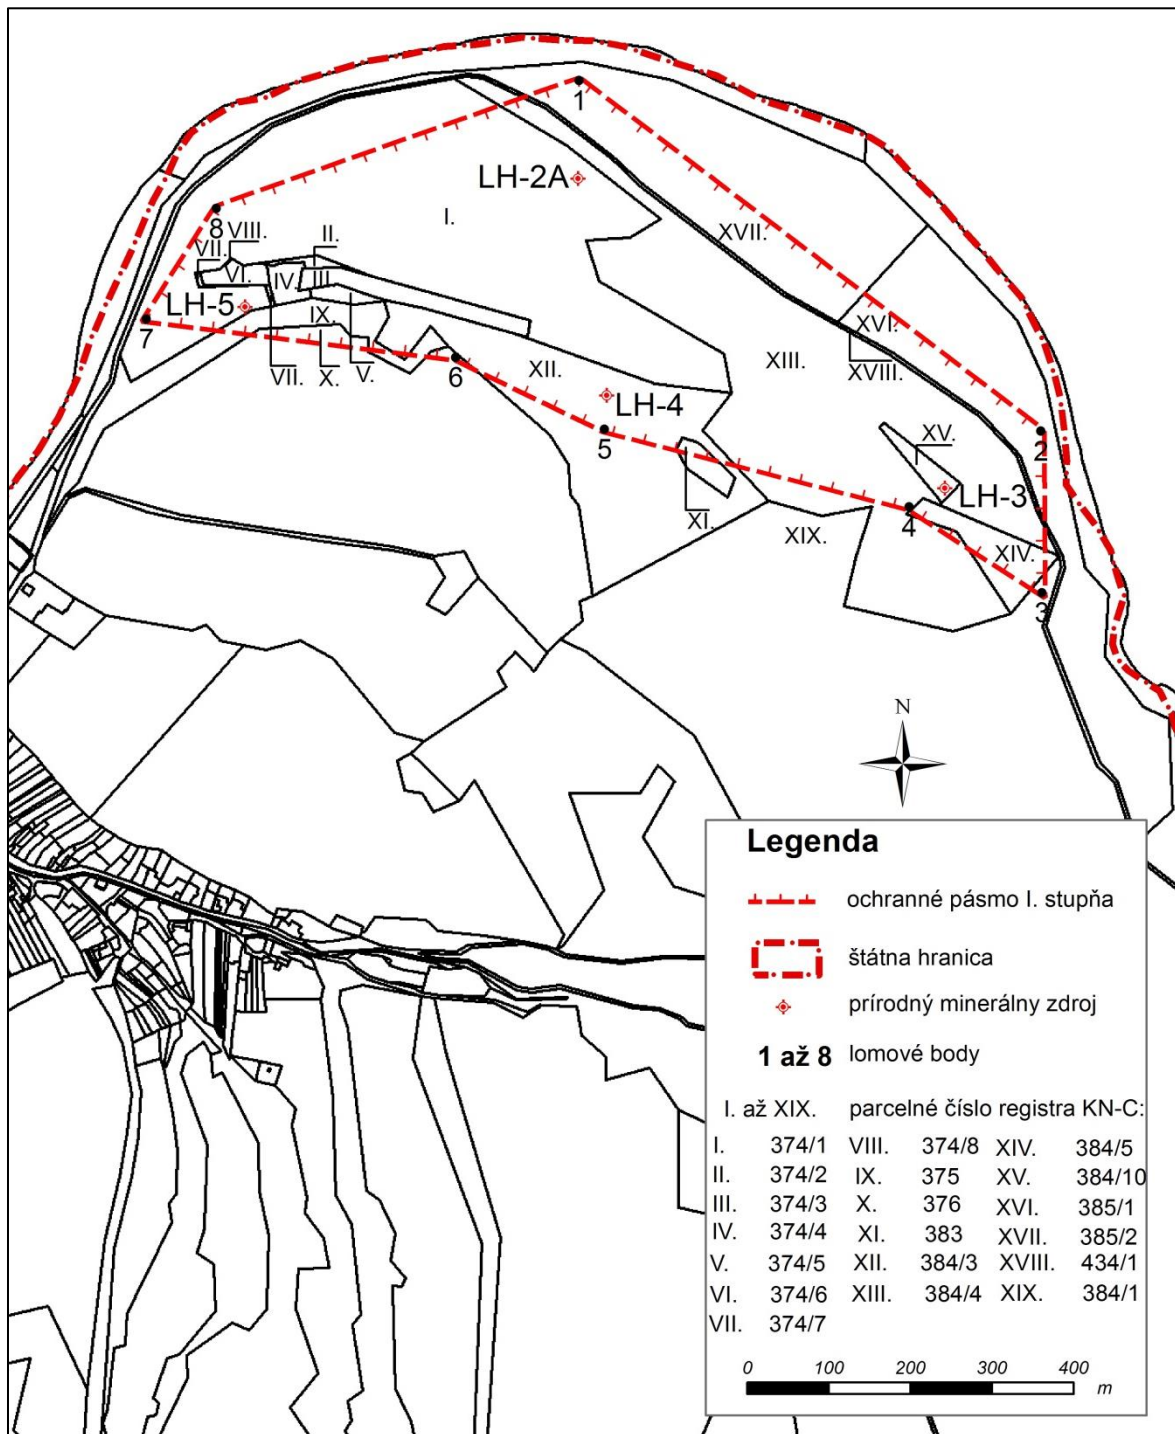 1
LH-2A
I.
XVII.
8
VIII.
II.
VII.
VI.
IV.
III
LH-5
IX.
7
XVI.
XVIII.
XIII.
VII.
X.
V.
6
XII.
LH-4
5
2
XV.
LH-3
XI.
XIX.
4
XIV.
3
N
Legenda
ochranné pásmo I. stupňa
štátna hranica
prírodný minerálny zdroj
1 až 8 lomové body
I. až XIX. parcelné číslo registra KN-C:
I. 374/1 VIII. 374/8 XIV. 384/5
II. 374/2 IX. 375 XV. 384/10
III. 374/3 X. 376 XVI. 385/1
IV. 374/4 XI. 383 XVII. 385/2
V. 374/5 XII. 384/3 XVIII. 434/1
VI. 374/6 XIII. 384/4 XIX. 384/1
VII. 374/7
0 100 200 300 400
m